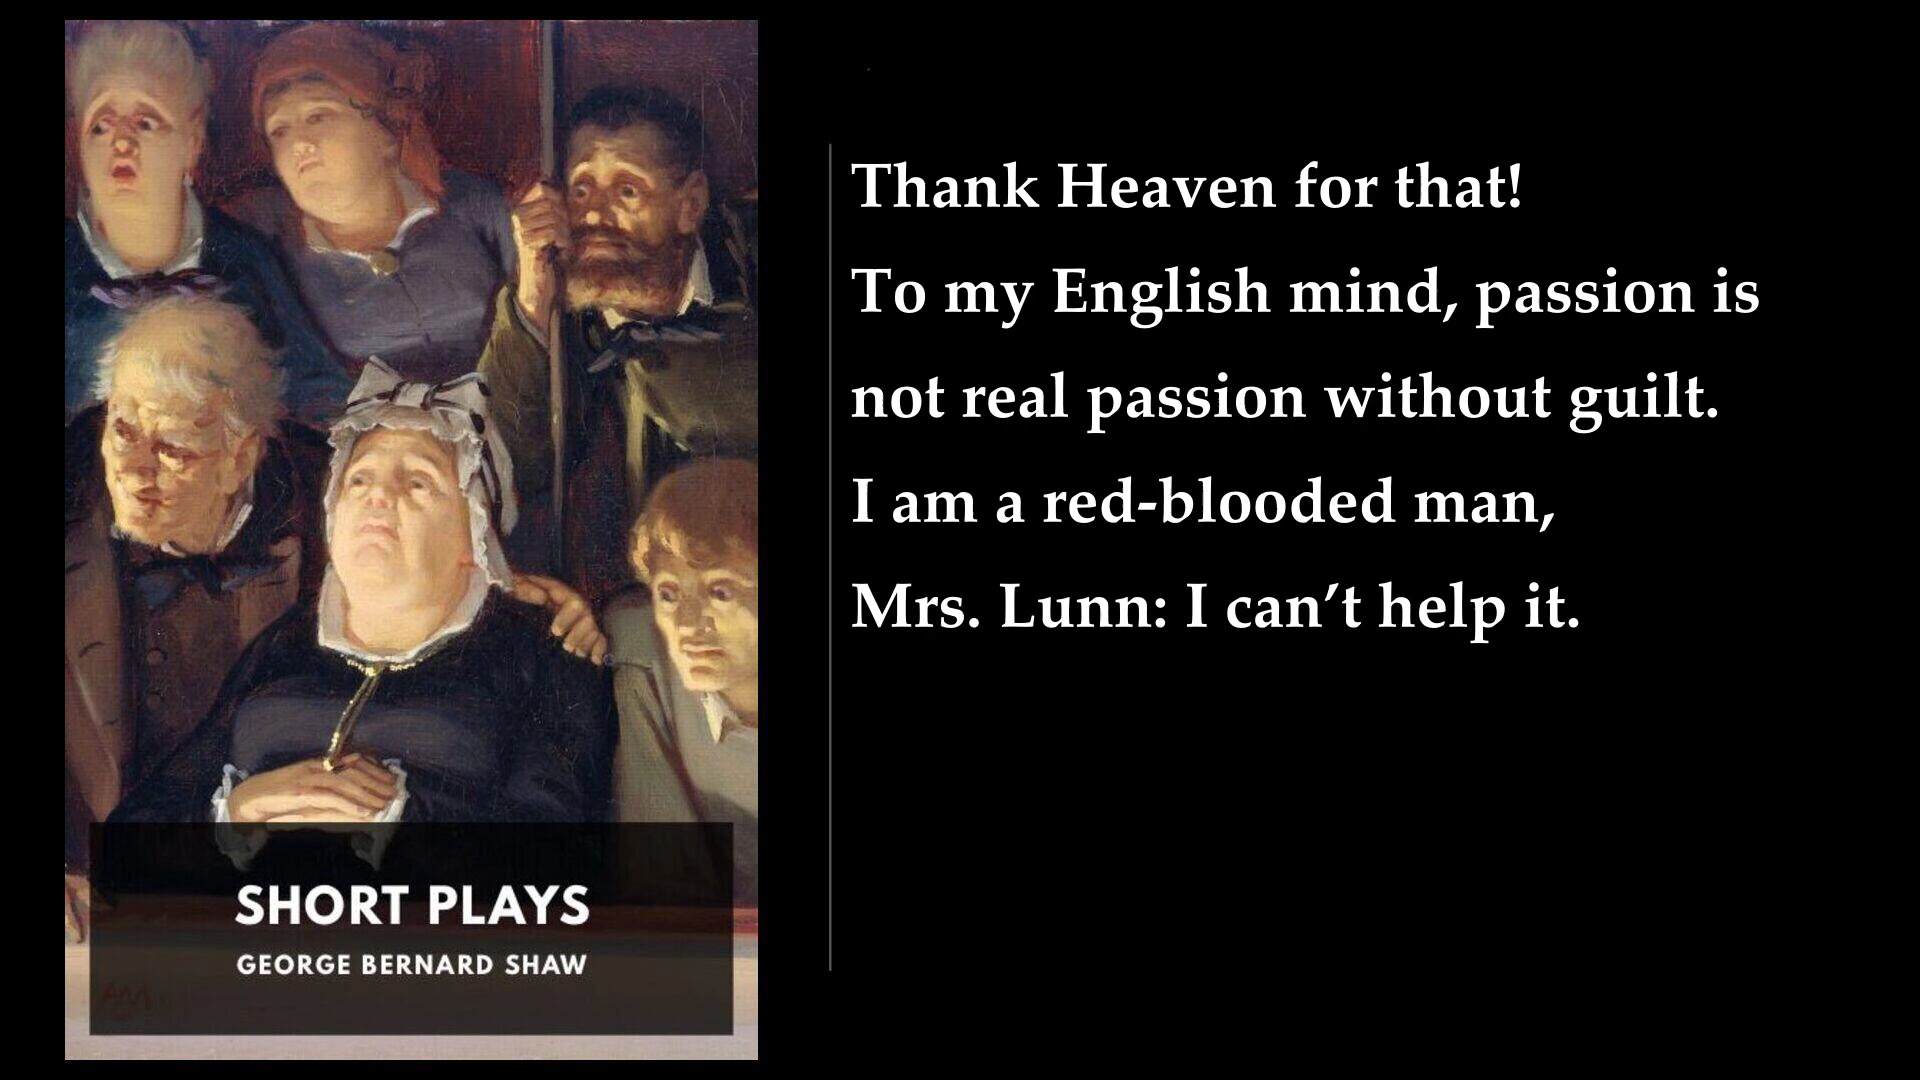 Thank Heaven for that!
To my English mind, passion is
not real passion without guilt.
I am a red-blooded man,
Mrs. Lunn: I can’t help it.
SHORT PLAYS
GEORGE BERNARD SHAW